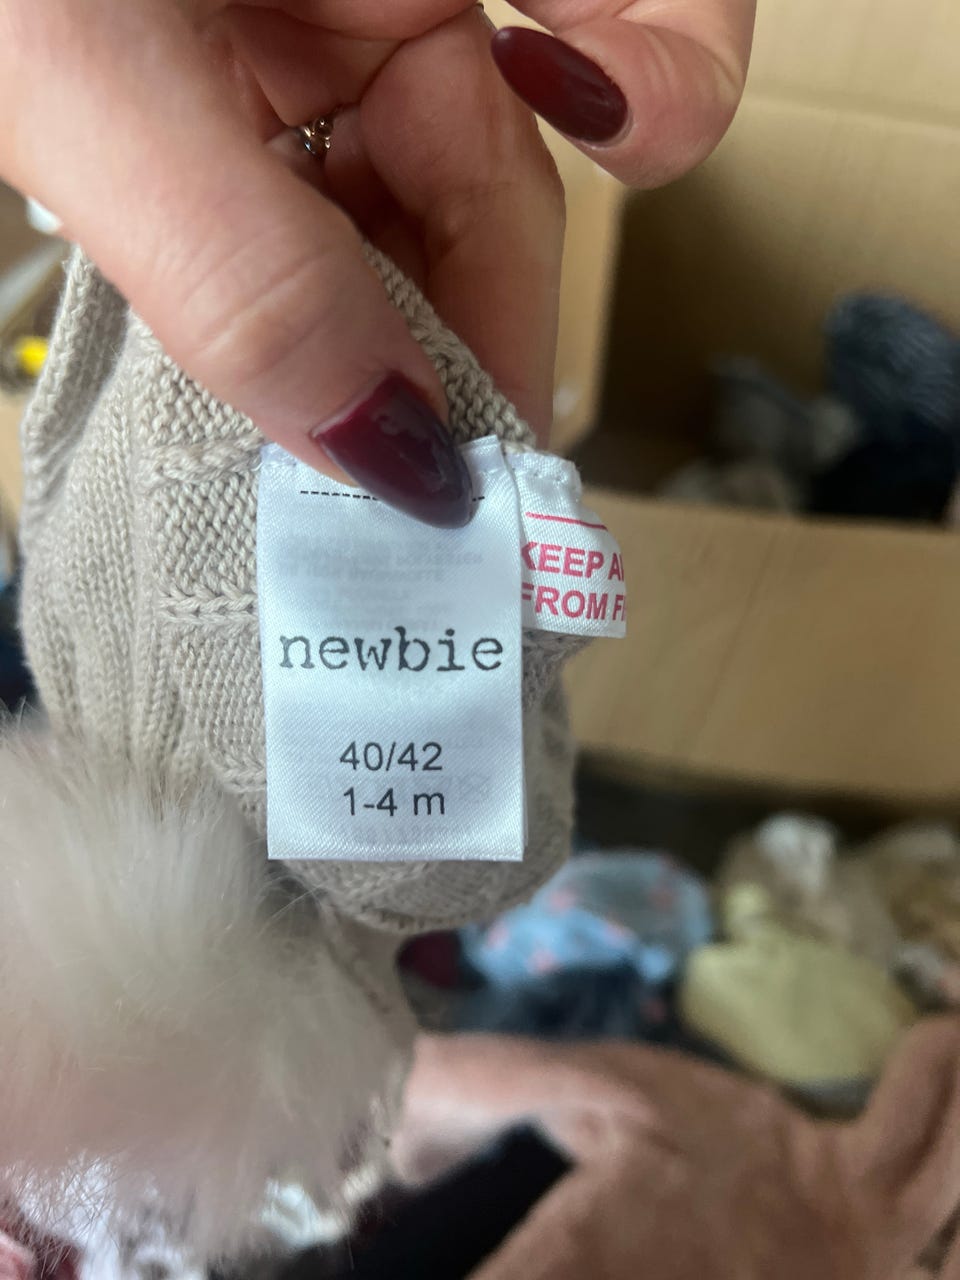 newbie
40/42
1-4 m
KEEP
FROM